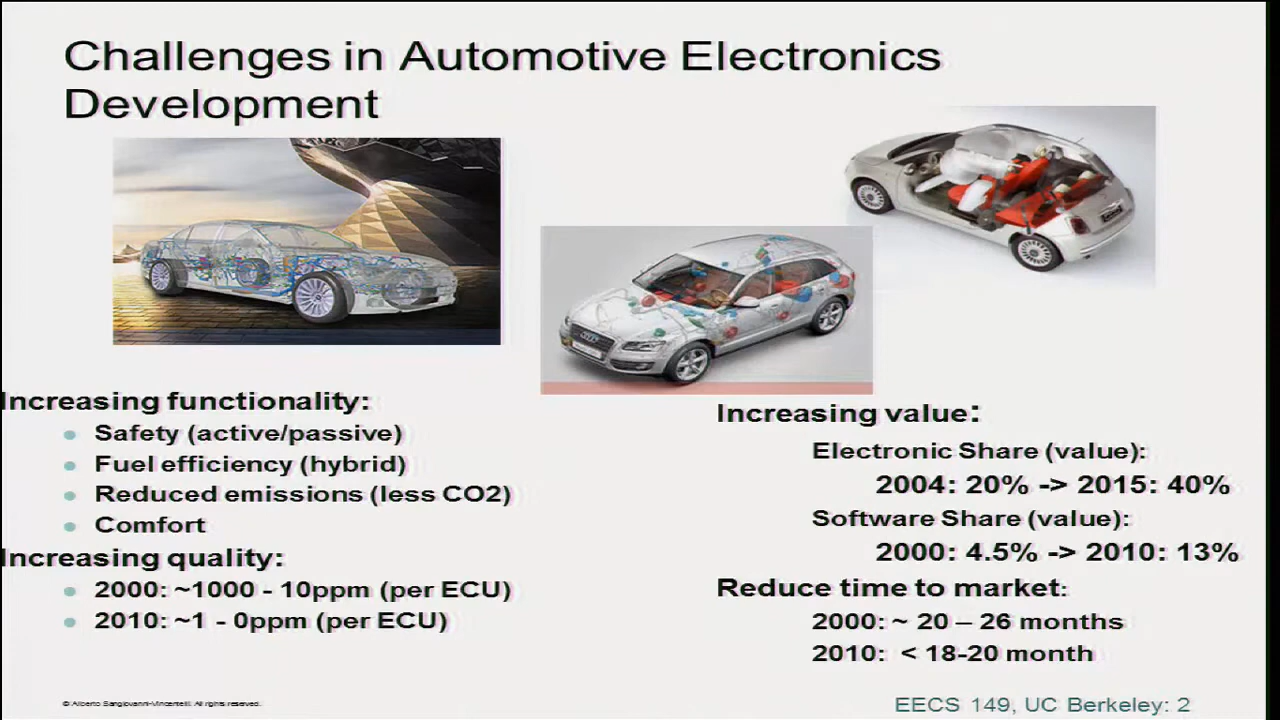 Challenges in Automotive Electronics
Development
Increasing functionality:
Safety (active/passive)
Fuel efficiency (hybrid)
Reduced emissions (less CO2)
Comfort
Increasing quality:
2000: ~1000 - 10ppm (per ECU)
2010: ~1 - 0ppm (per ECU)
Increasing value:
Electronic Share (value):
2004: 20% -> 2015: 40%
Software Share (value):
2000: 4.5% -> 2010: 13%
Reduce time to market:
2000: ~ 20 – 26 months
2010: < 18-20 month
© Alberto Sangiovanni-Vincentelli. All rights reserved.
EECS 149, UC Berkeley: 2